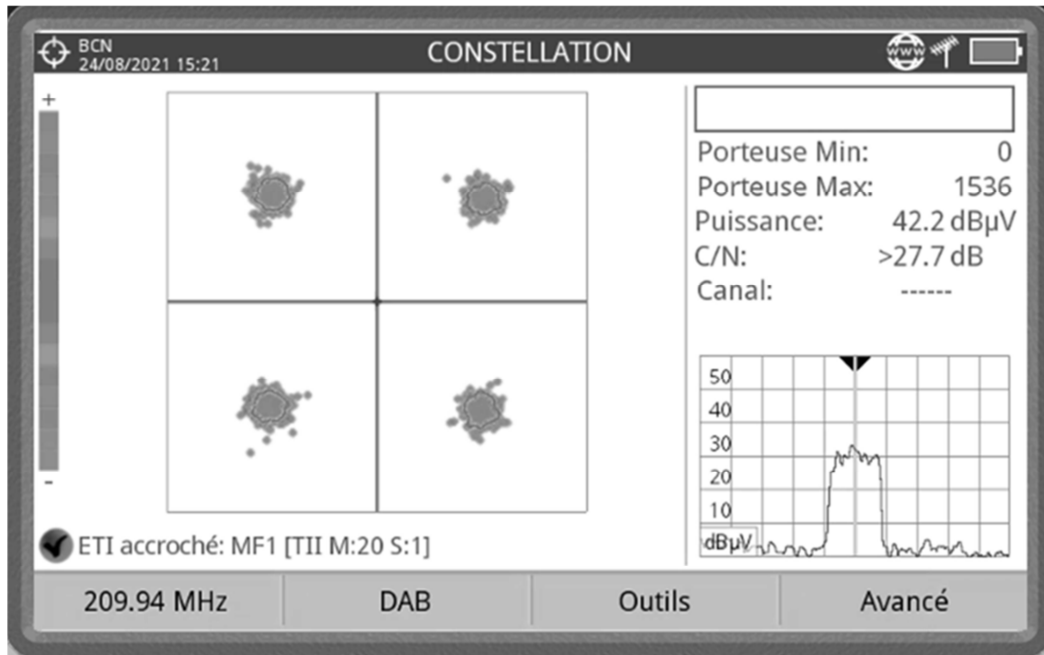 BCN
24/08/2021 15:21
CONSTELLATION
www
+
-
Porteuse Min: 0
Porteuse Max: 1536
Puissance: 42.2 dBµV
C/N: >27.7 dB
Canal: ------
50
40
30
20
10
dBµV
ETI accroché: MF1 [TII M:20 S:1]
209.94 MHz DAB Outils Avancé